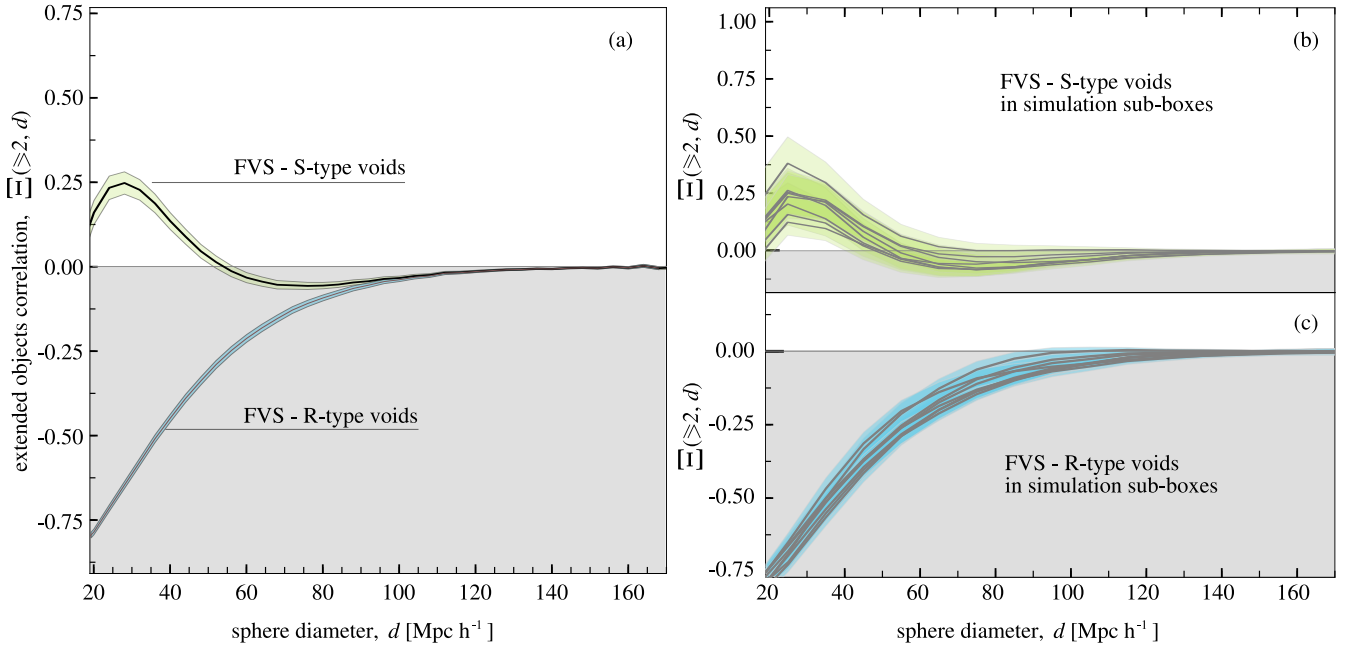 0.75
0.50
0.25
0.00
-0.25
-0.50
-0.75
extended objects correlation, Ξ(⩾2, d)
(a)
FVS - S-type voids
FVS - R-type voids
20 40 60 80 100 120 140 160
sphere diameter, d [Mpc h⁻¹]
1.00
0.75
0.50
0.25
0.00
Ξ(⩾2, d)
(b)
FVS - S-type voids
in simulation sub-boxes
0.00
-0.25
-0.50
-0.75
Ξ(⩾2, d)
(c)
FVS - R-type voids
in simulation sub-boxes
20 40 60 80 100 120 140 160
sphere diameter, d [Mpc h⁻¹]